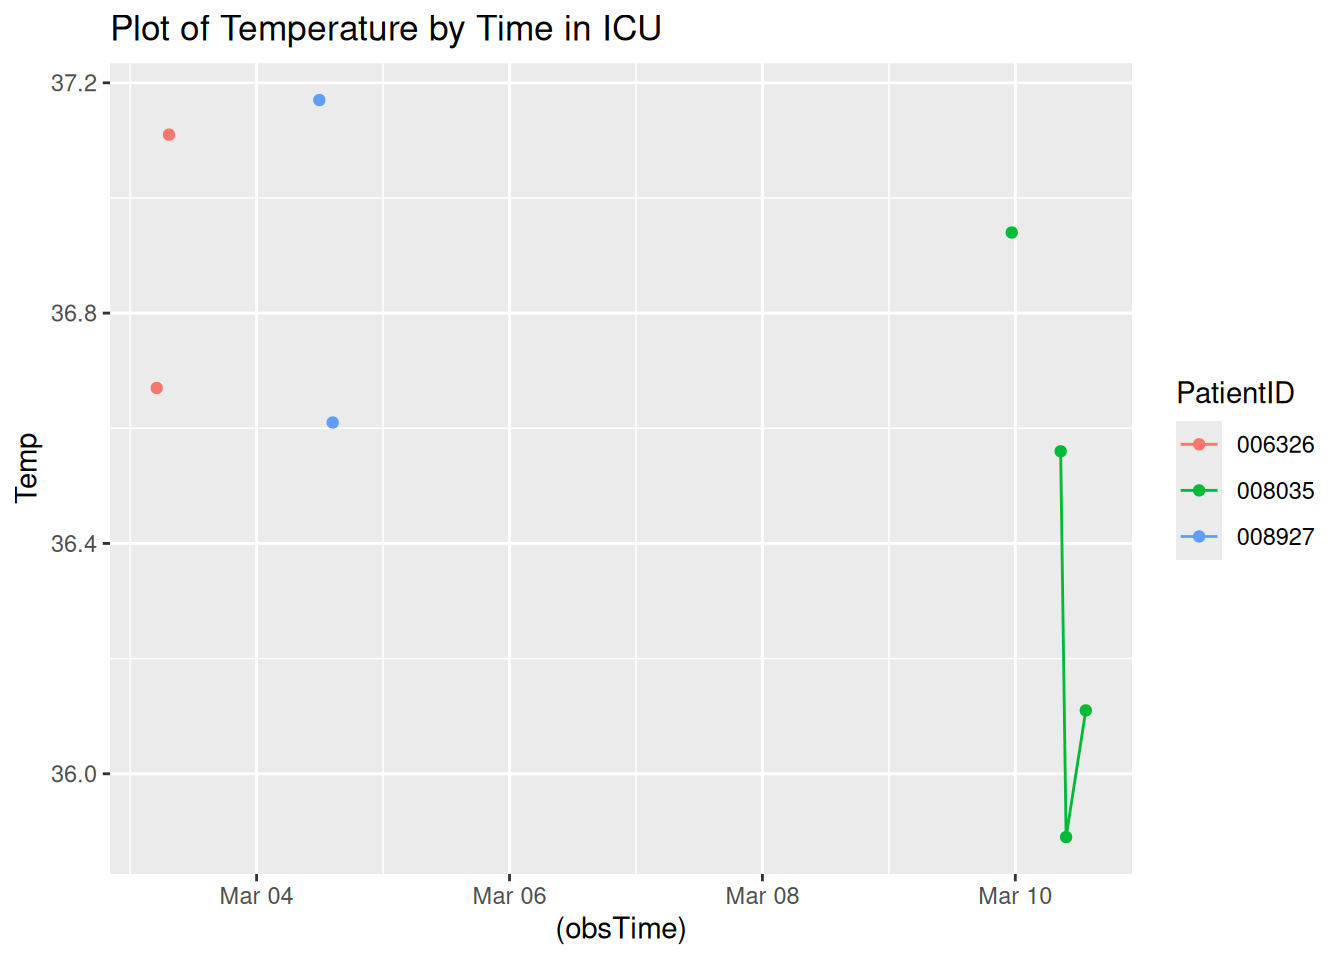 Plot of Temperature by Time in ICU
37.2
36.8
36.4
36.0
Temp
Mar 04
Mar 06
Mar 08
Mar 10
(obsTime)
PatientID
006326
008035
008927